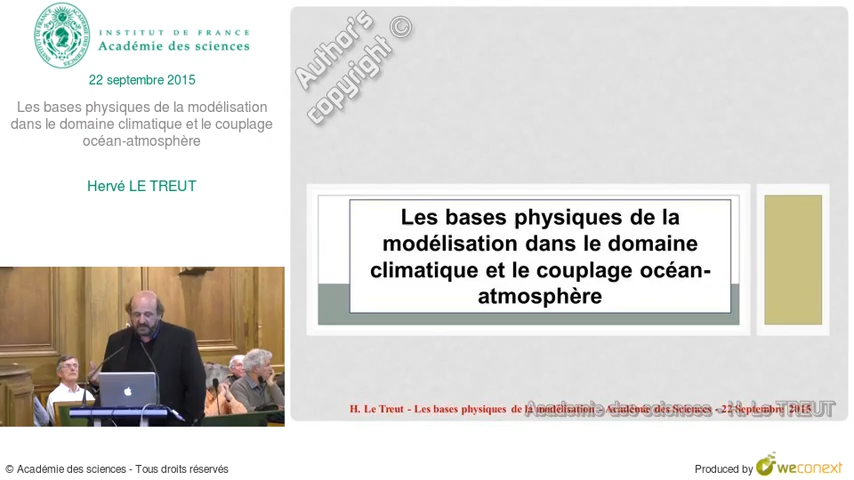 INSTITUT DE FRANCE
Académie des sciences
22 septembre 2015
Les bases physiques de la modélisation
dans le domaine climatique et le couplage
océan-atmosphère
Hervé LE TREUT
Author's
copyright ©
Les bases physiques de la
modélisation dans le domaine
climatique et le couplage océan-
atmosphère
H. Le Treut - Les bases physiques de la modélisation - Académie des Sciences - 22 Septembre 2015
Academie des sciences - H. Le TREUT
© Académie des sciences - Tous droits réservés
Produced by weconext